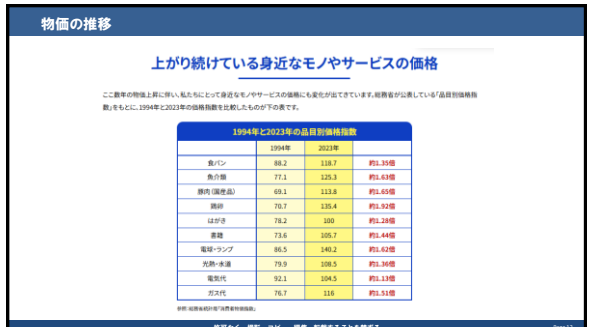 物価の推移
上がり続けている身近なモノやサービスの価格
ここ数年の物価上昇に伴い、私たちにとって身近なモノやサービスの価格にも変化が出てきています。総務省が公表している「品目別価格指
数」をもとに、1994年と2023年の価格指数を比較したものが下の表です。
1994年と2023年の品目別価格指数
1994年 2023年
食パン 88.2 118.7 約1.35倍
魚介類 77.1 125.3 約1.63倍
豚肉（国産品） 69.1 113.8 約1.65倍
鶏卵 70.7 135.4 約1.92倍
はがき 78.2 100 約1.28倍
書籍 73.6 105.7 約1.44倍
電球・ランプ 86.5 140.2 約1.62倍
光熱・水道 79.9 108.5 約1.36倍
電気代 92.1 104.5 約1.13倍
ガス代 76.7 116 約1.51倍
参照：総務省統計局「消費者物価指数」